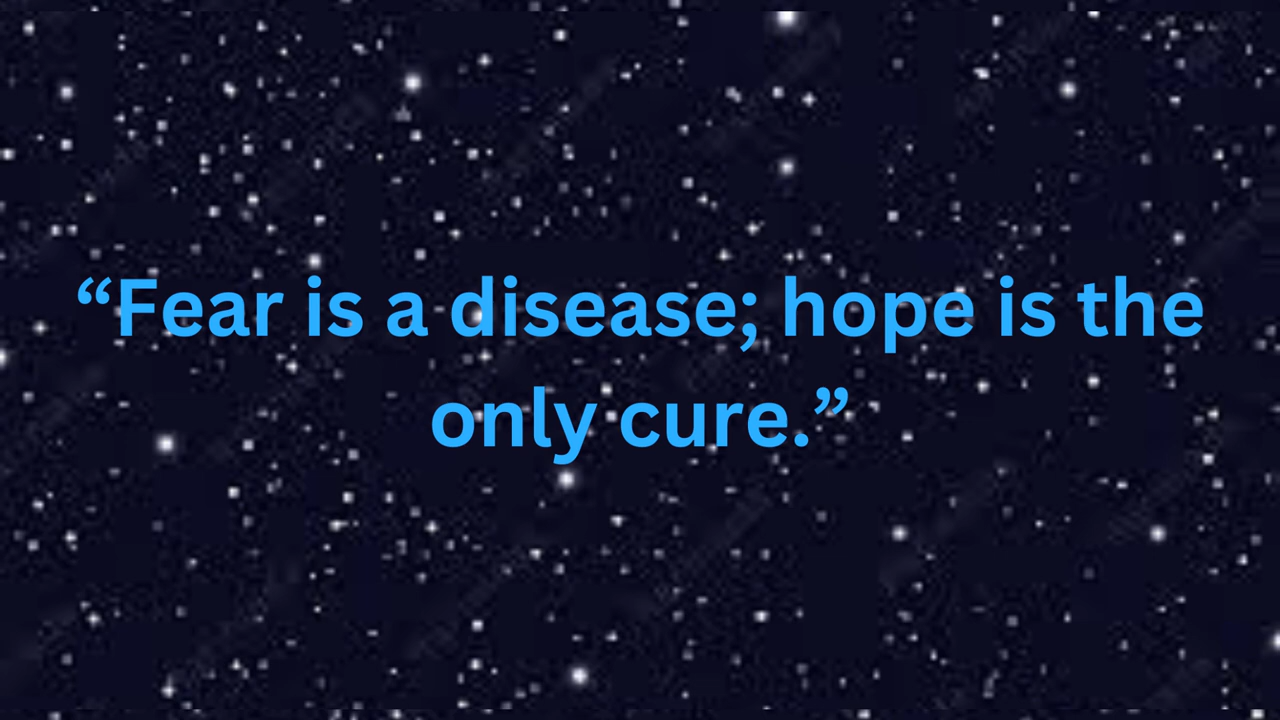 “Fear is a disease; hope is the
only cure.”